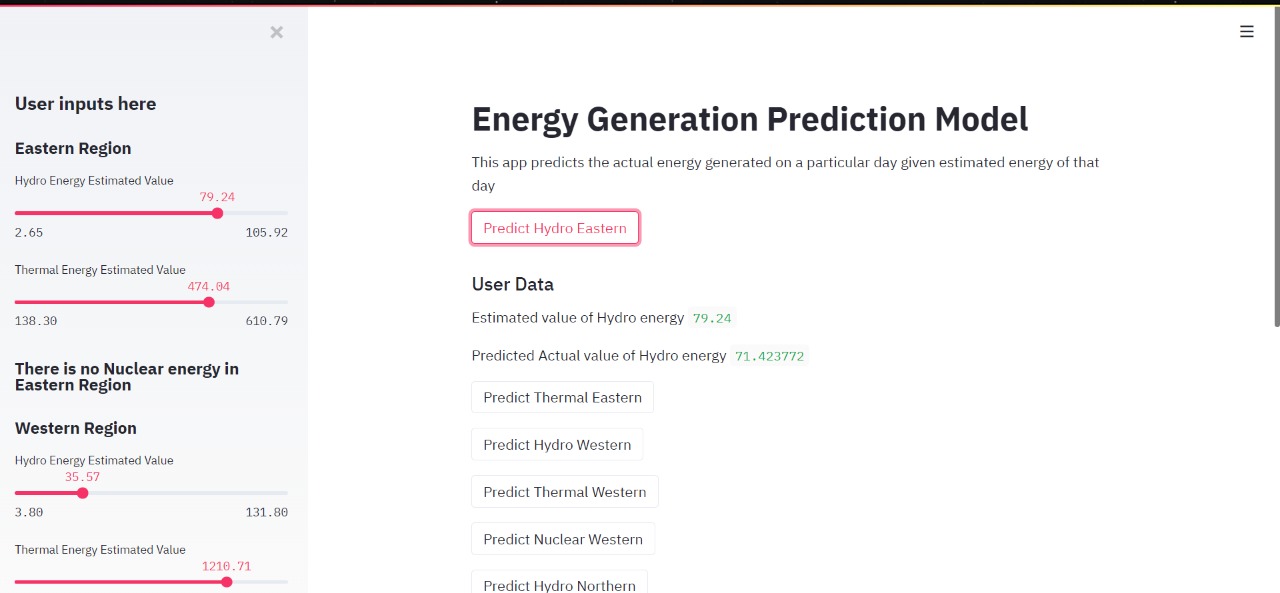 ×
User inputs here
Eastern Region
Hydro Energy Estimated Value
79.24
2.65 105.92
Thermal Energy Estimated Value
474.04
138.30 610.79
There is no Nuclear energy in
Eastern Region
Western Region
Hydro Energy Estimated Value
35.57
3.80 131.80
Thermal Energy Estimated Value
1210.71
Energy Generation Prediction Model
This app predicts the actual energy generated on a particular day given estimated energy of that
day
Predict Hydro Eastern
User Data
Estimated value of Hydro energy 79.24
Predicted Actual value of Hydro energy 71.423772
Predict Thermal Eastern
Predict Hydro Western
Predict Thermal Western
Predict Nuclear Western
Predict Hydro Northern